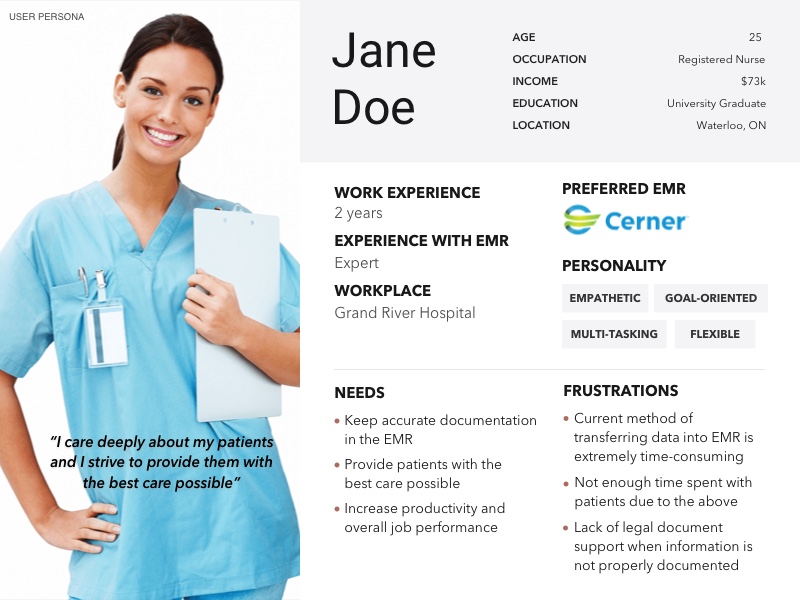 USER PERSONA
Jane
Doe
AGE 25
OCCUPATION Registered Nurse
INCOME $73k
EDUCATION University Graduate
LOCATION Waterloo, ON
WORK EXPERIENCE
2 years
EXPERIENCE WITH EMR
Expert
WORKPLACE
Grand River Hospital
PREFERRED EMR
Cerner
PERSONALITY
EMPATHETIC GOAL-ORIENTED
MULTI-TASKING FLEXIBLE
“I care deeply about my patients
and I strive to provide them with
the best care possible”
NEEDS
• Keep accurate documentation
in the EMR
• Provide patients with the
best care possible
• Increase productivity and
overall job performance
FRUSTRATIONS
• Current method of
transferring data into EMR is
extremely time-consuming
• Not enough time spent with
patients due to the above
• Lack of legal document
support when information is
not properly documented